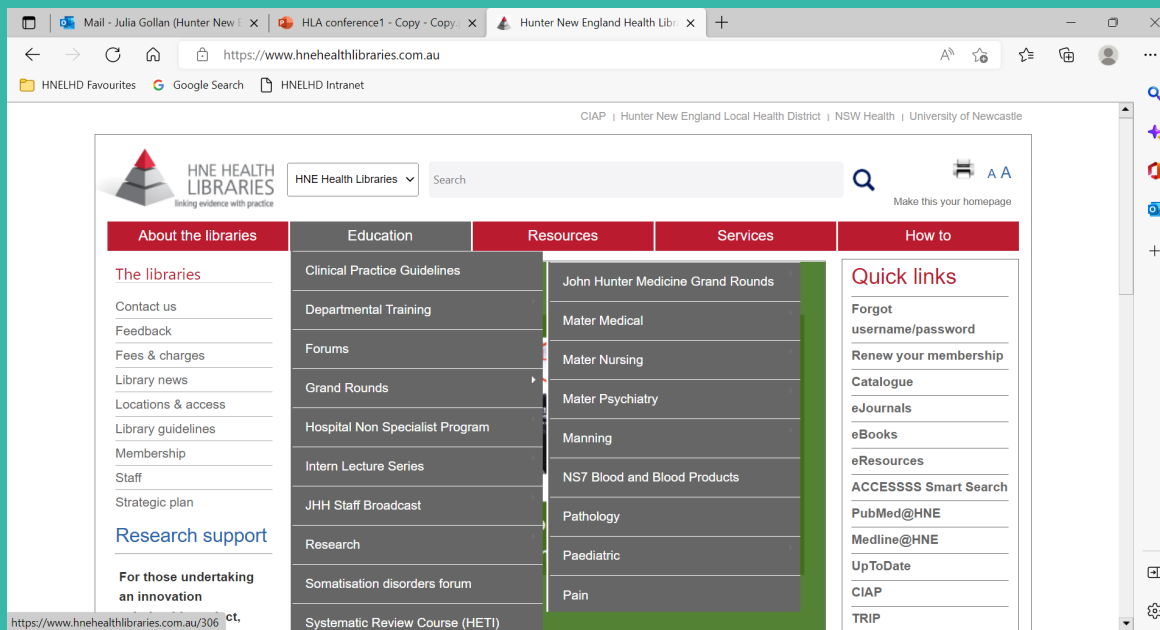 Mail - Julia Gollan (Hunter New E
HLA conference1 - Copy - Copy.
Hunter New England Health Libr
https://www.hnehealthlibraries.com.au
HNELHD Favourites
Google Search
HNELHD Intranet
CIAP | Hunter New England Local Health District | NSW Health | University of Newcastle
HNE HEALTH
LIBRARIES
linking evidence with practice
HNE Health Libraries
Search
A A
Make this your homepage
About the libraries
Education
Resources
Services
How to
The libraries
Contact us
Feedback
Fees & charges
Library news
Locations & access
Library guidelines
Membership
Staff
Strategic plan
Research support
For those undertaking
an innovation
ct,
Clinical Practice Guidelines
Departmental Training
Forums
Grand Rounds
Hospital Non Specialist Program
Intern Lecture Series
JHH Staff Broadcast
Research
Somatisation disorders forum
Systematic Review Course (HETI)
John Hunter Medicine Grand Rounds
Mater Medical
Mater Nursing
Mater Psychiatry
Manning
NS7 Blood and Blood Products
Pathology
Paediatric
Pain
Quick links
Forgot
username/password
Renew your membership
Catalogue
eJournals
eBooks
eResources
ACCESSSS Smart Search
PubMed@HNE
Medline@HNE
UpToDate
CIAP
TRIP
https://www.hnehealthlibraries.com.au/306